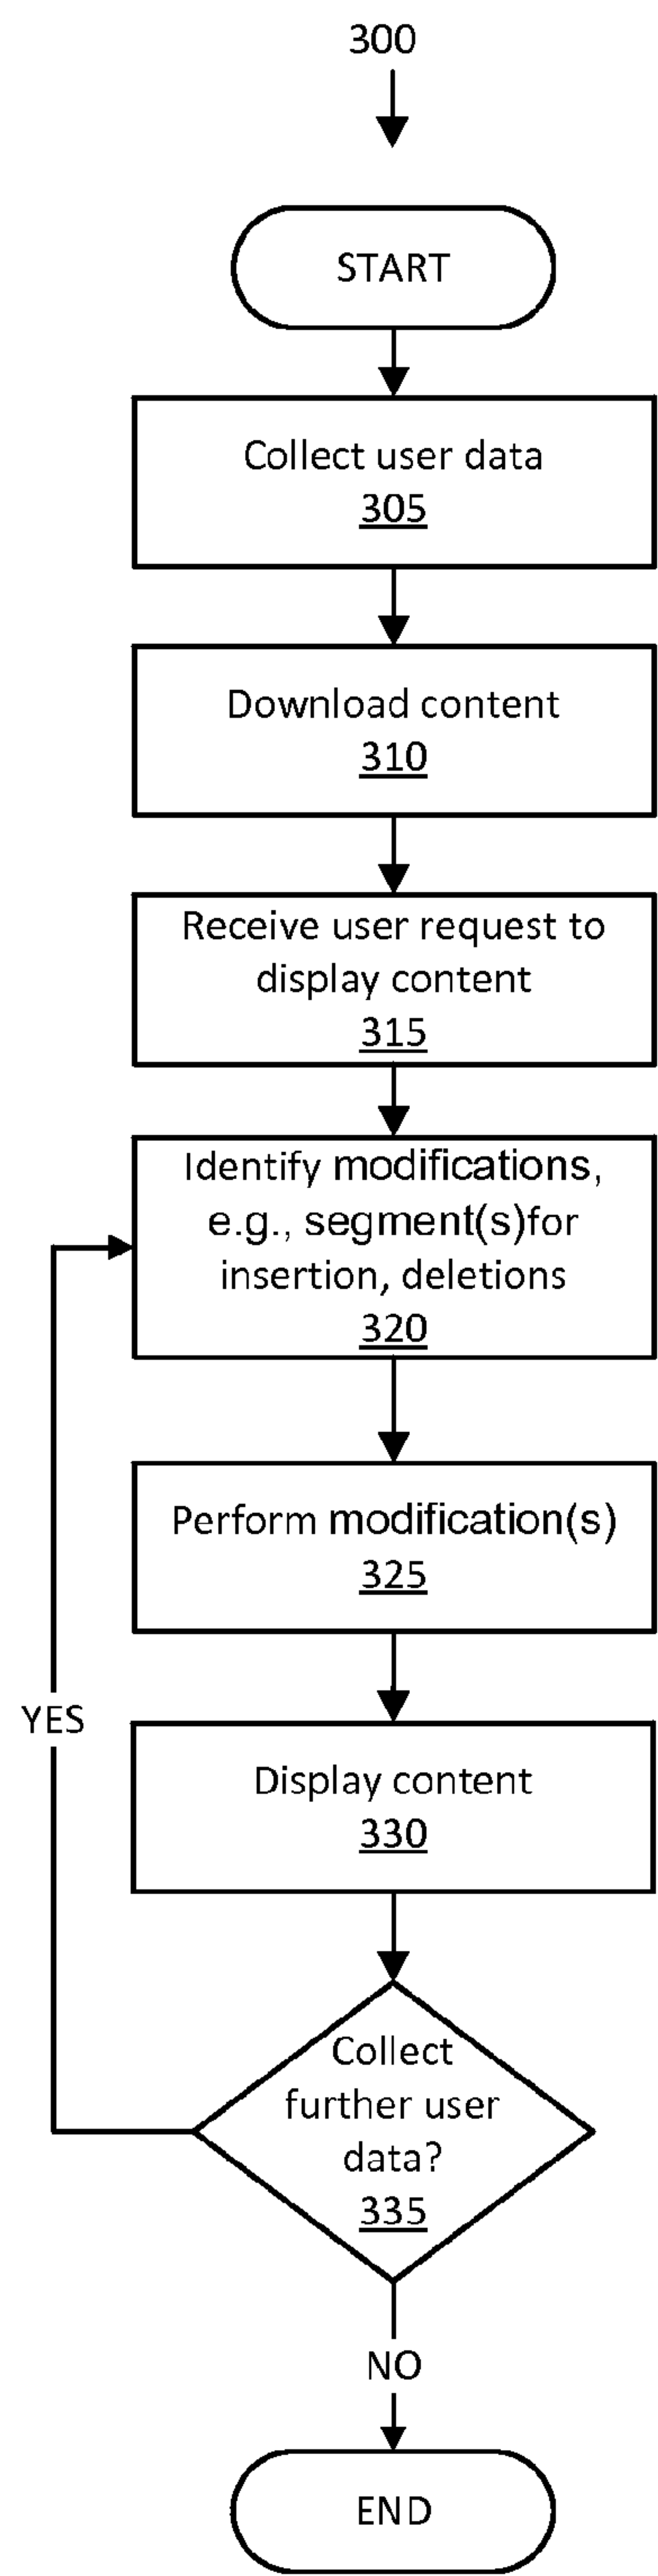 300
START
Collect user data
305
Download content
310
Receive user request to
display content
315
Identify modifications,
e.g., segment(s)for
insertion, deletions
320
Perform modification(s)
325
YES
Display content
330
Collect
further user
data?
335
NO
END